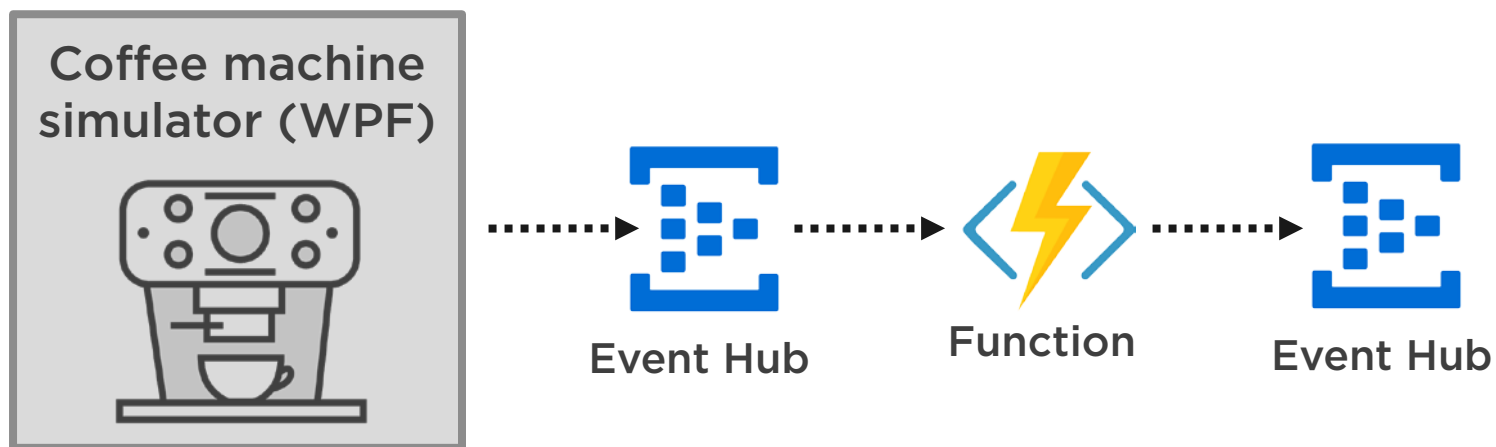 Coffee machine
simulator (WPF)
Event Hub
Function
Event Hub